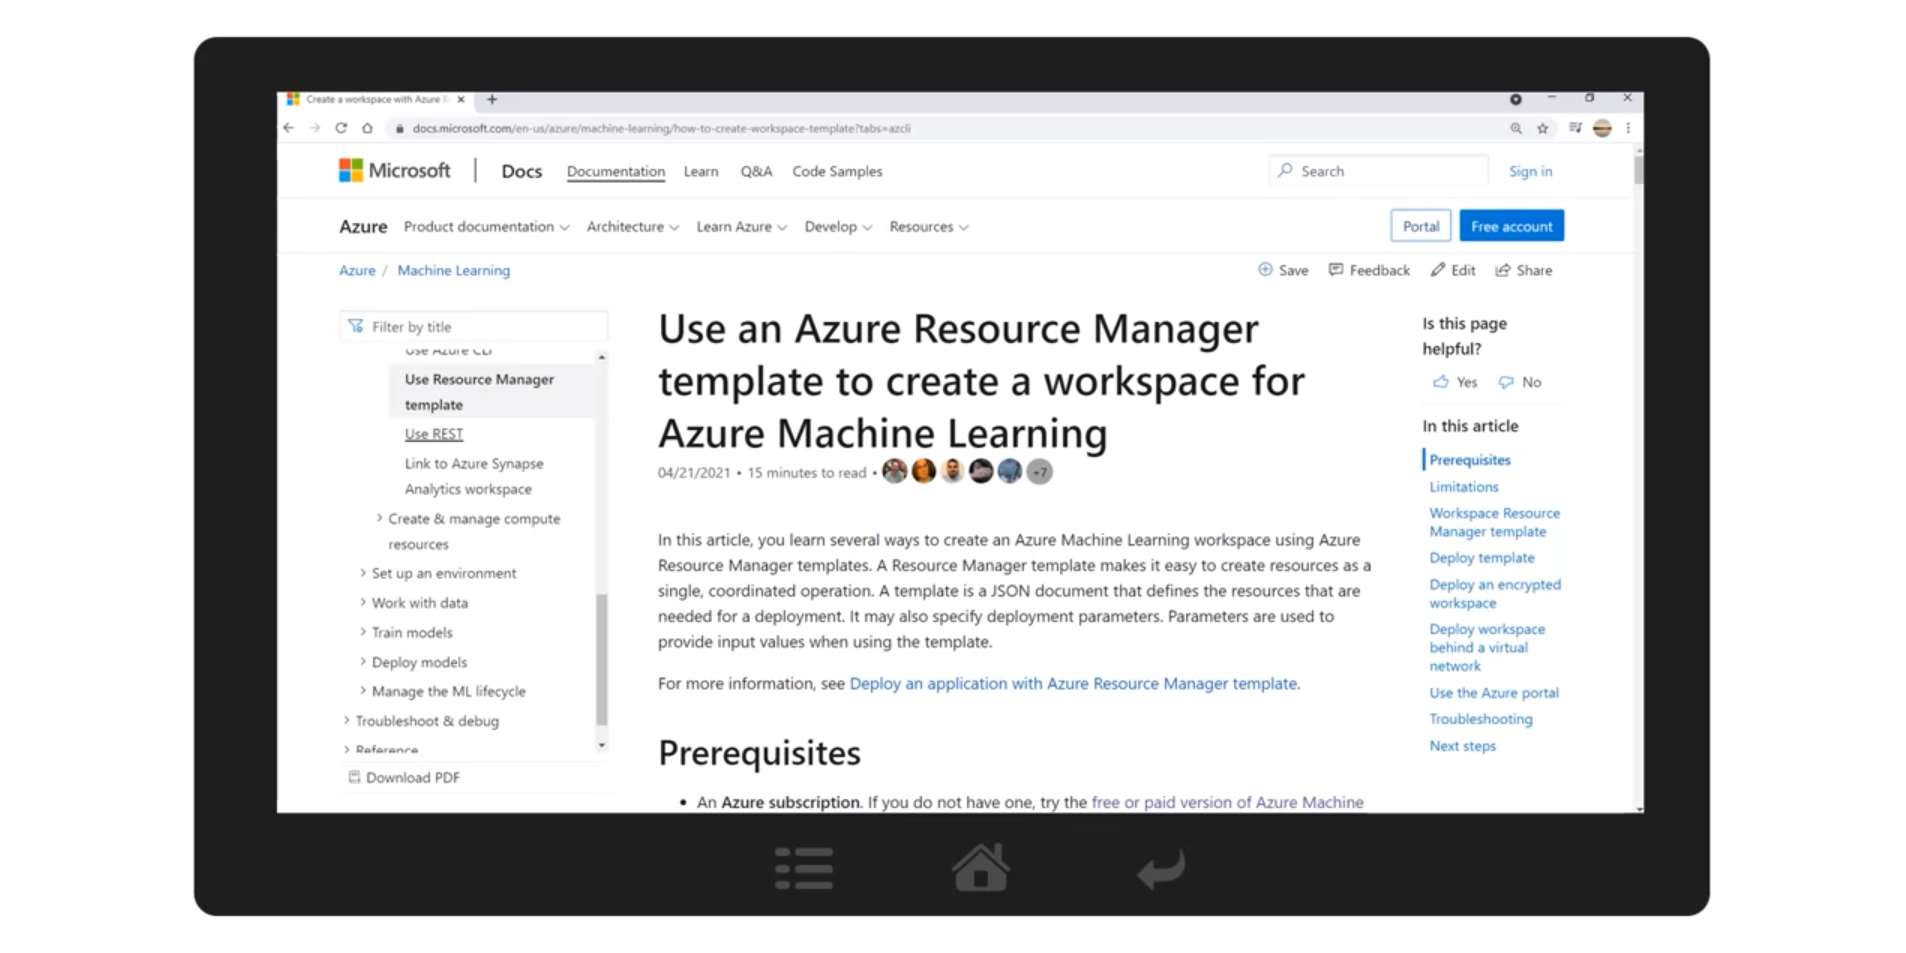 Create a workspace with Azure
docs.microsoft.com/en-us/azure/machine-learning/how-to-create-workspace-template?tabs=azcli
Microsoft Docs Documentation Learn Q&A Code Samples Search Sign in
Azure Product documentation Architecture Learn Azure Develop Resources Portal Free account
Azure / Machine Learning Save Feedback Edit Share
Filter by title
Use Azure CLI
Use Resource Manager
template
Use REST
Link to Azure Synapse
Analytics workspace
Create & manage compute
resources
Set up an environment
Work with data
Train models
Deploy models
Manage the ML lifecycle
Troubleshoot & debug
Reference
Download PDF
Use an Azure Resource Manager
template to create a workspace for
Azure Machine Learning
04/21/2021 • 15 minutes to read • +7
In this article, you learn several ways to create an Azure Machine Learning workspace using Azure
Resource Manager templates. A Resource Manager template makes it easy to create resources as a
single, coordinated operation. A template is a JSON document that defines the resources that are
needed for a deployment. It may also specify deployment parameters. Parameters are used to
provide input values when using the template.
For more information, see Deploy an application with Azure Resource Manager template.
Prerequisites
• An Azure subscription. If you do not have one, try the free or paid version of Azure Machine
Is this page
helpful?
Yes No
In this article
Prerequisites
Limitations
Workspace Resource
Manager template
Deploy template
Deploy an encrypted
workspace
Deploy workspace
behind a virtual
network
Use the Azure portal
Troubleshooting
Next steps